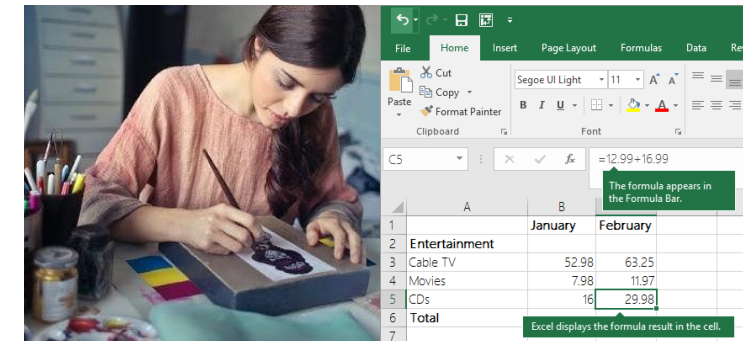 File Home Insert Page Layout Formulas Data
Cut
Copy
Format Painter
Paste
Clipboard
Segoe UI Light 11 A A
B I U A
Font
C5 fx =12.99+16.99
The formula appears in
the Formula Bar.
A B
1 January February
2 Entertainment
3 Cable TV 52.98 63.25
4 Movies 7.98 11.97
5 CDs 16 29.98
6 Total
7
Excel displays the formula result in the cell.